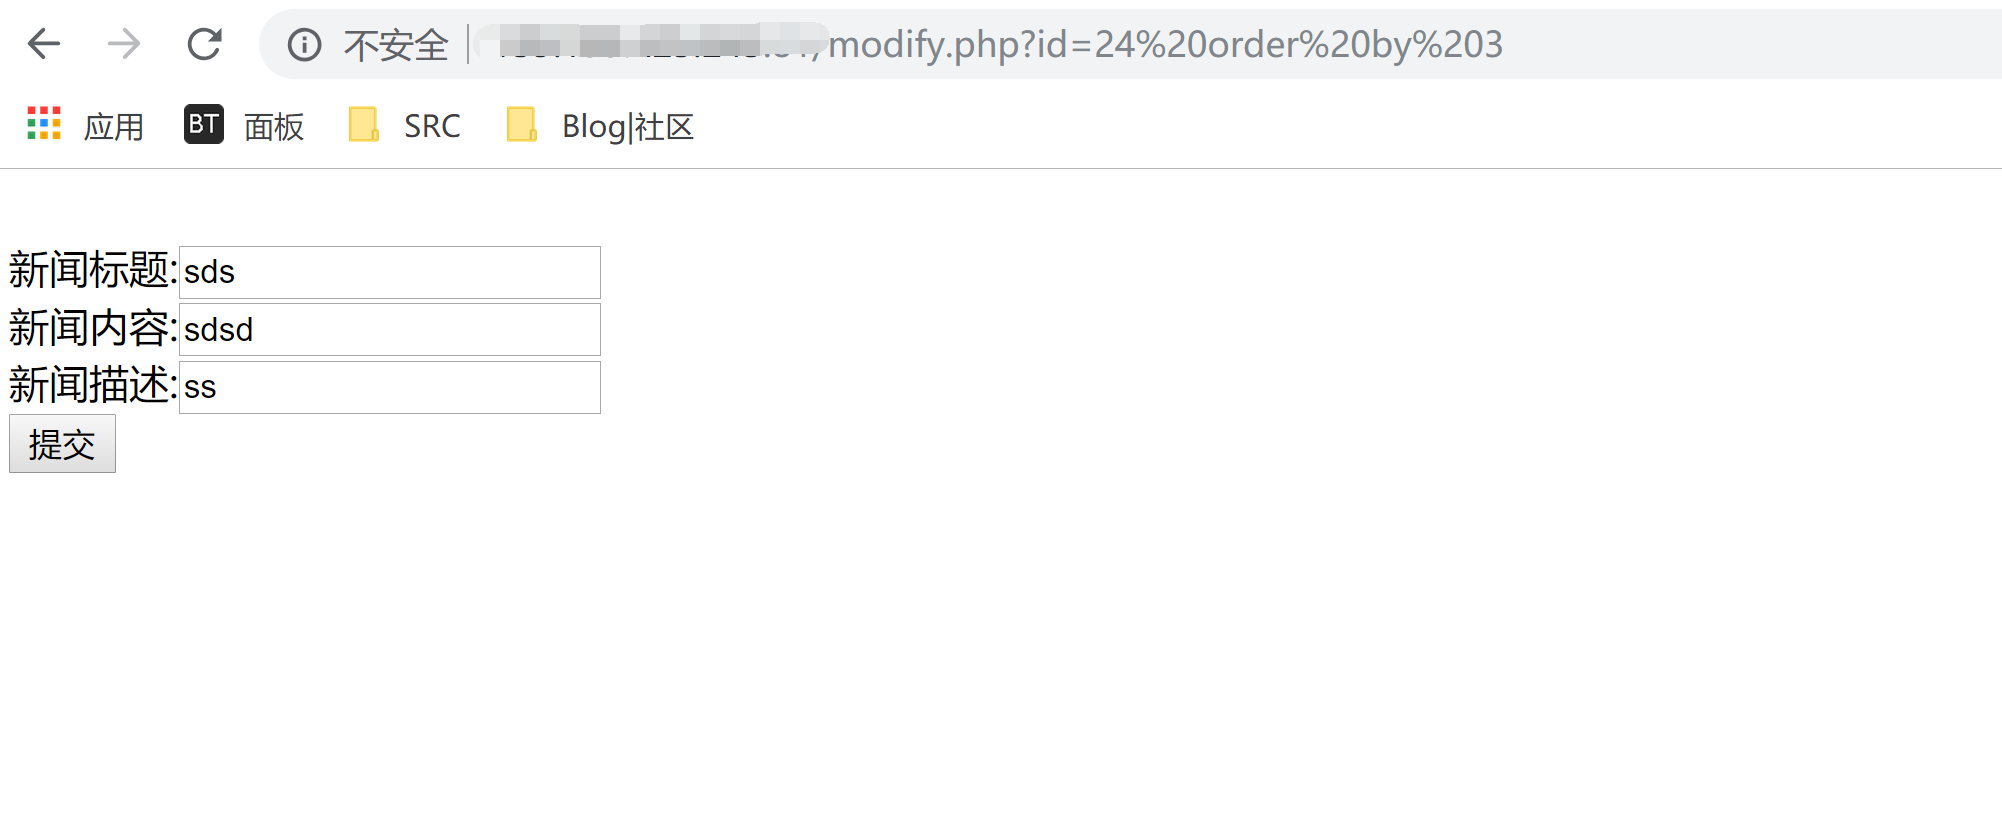 不安全 /modify.php?id=24%20order%20by%203
应用 BT 面板 SRC Blog|社区
新闻标题:sds
新闻内容:sdsd
新闻描述:ss
提交